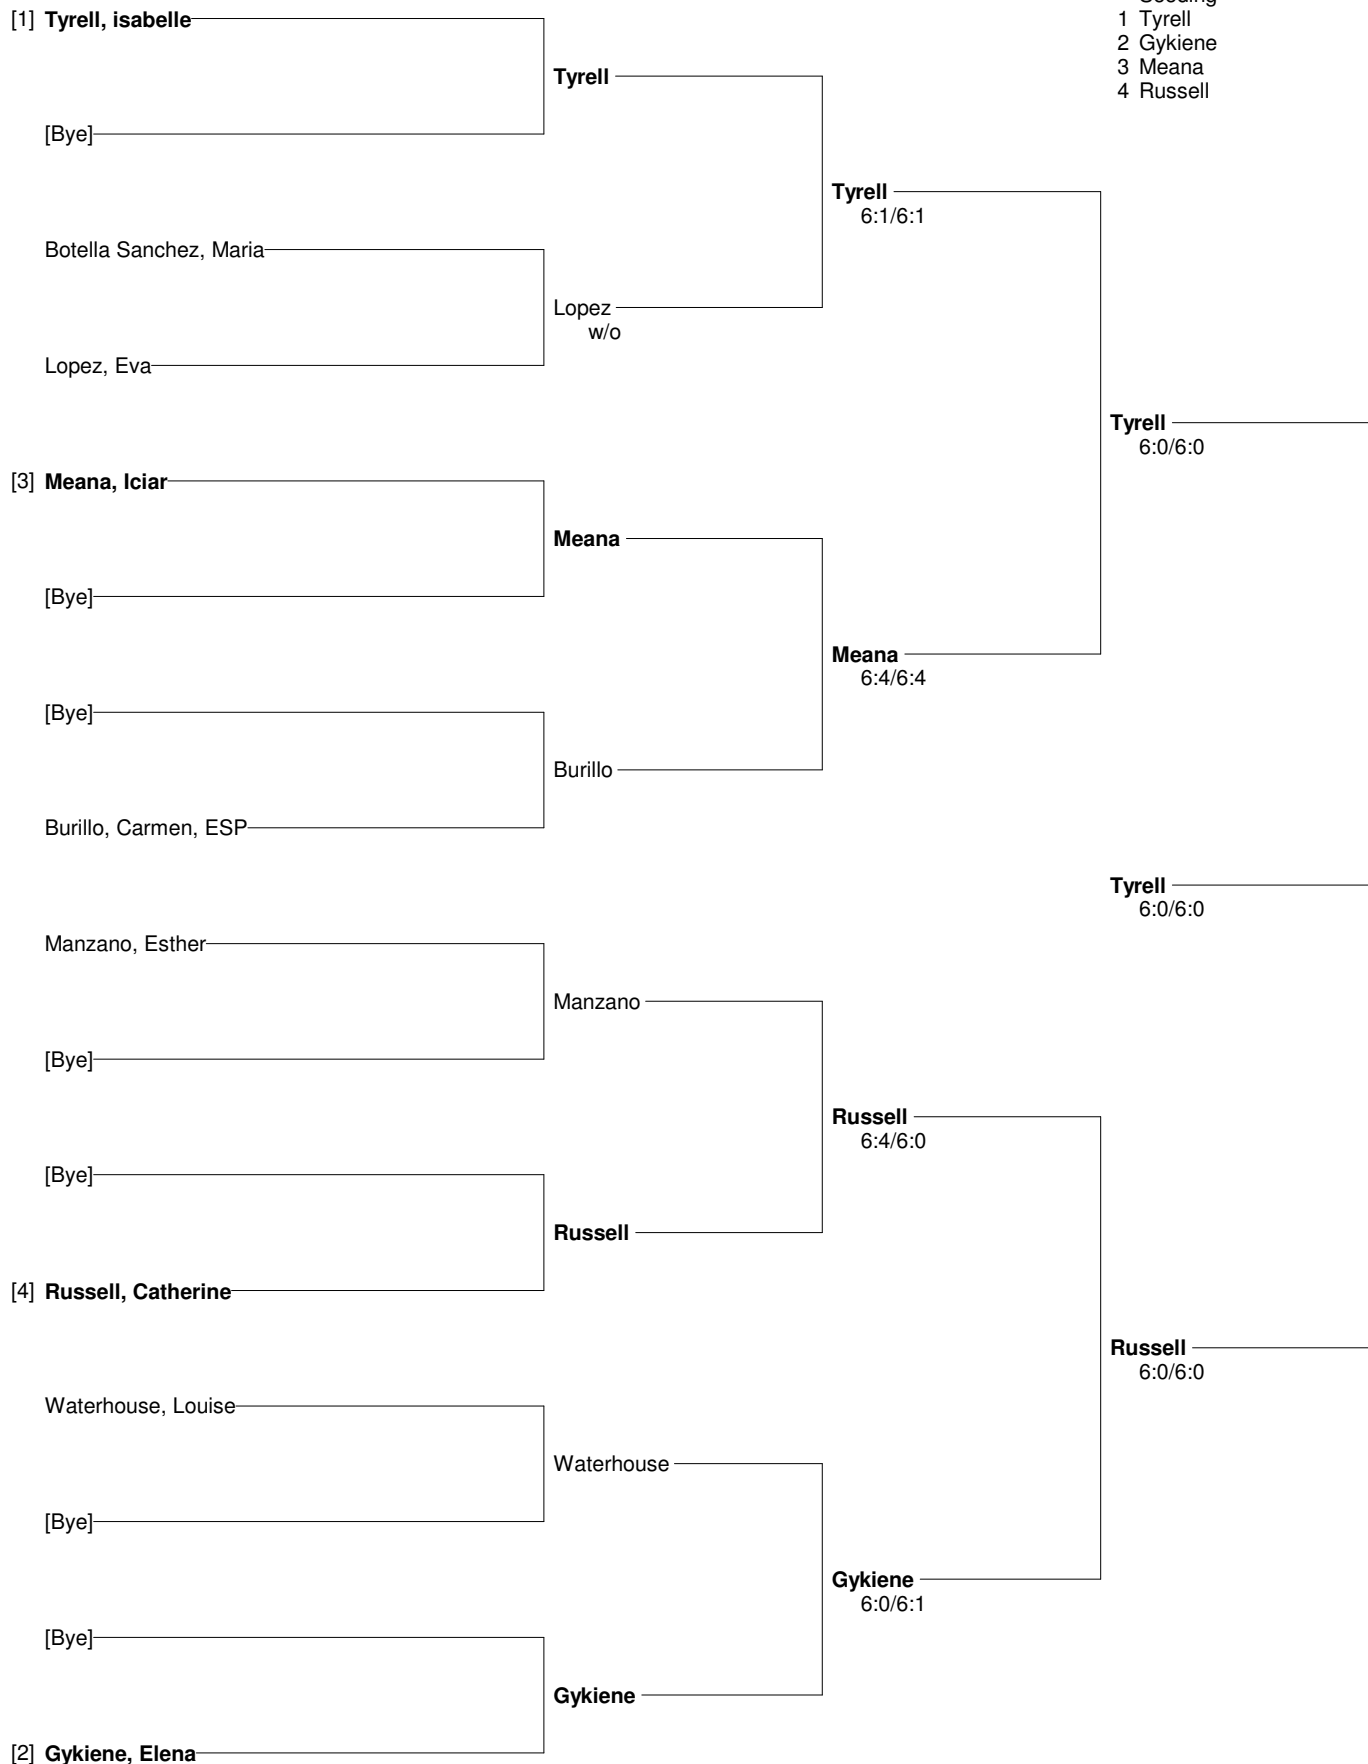 Seeding
[1] Tyrell, isabelle
1 Tyrell
2 Gykiene
3 Meana
4 Russell
Tyrell
[Bye]
Tyrell
6:1/6:1
Botella Sanchez, Maria
Lopez
w/o
Lopez, Eva
Tyrell
6:0/6:0
[3] Meana, Iciar
Meana
[Bye]
Meana
6:4/6:4
[Bye]
Burillo
Burillo, Carmen, ESP
Tyrell
6:0/6:0
Manzano, Esther
Manzano
[Bye]
Russell
6:4/6:0
[Bye]
Russell
[4] Russell, Catherine
Russell
6:0/6:0
Waterhouse, Louise
Waterhouse
[Bye]
Gykiene
6:0/6:1
[Bye]
Gykiene
[2] Gykiene, Elena